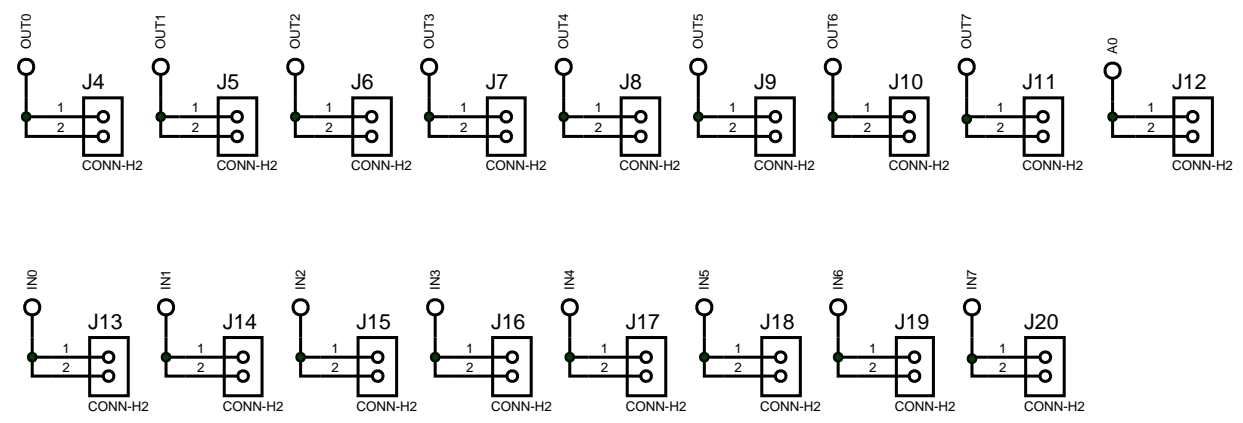 OUT0 OUT1 OUT2 OUT3 OUT4 OUT5 OUT6 OUT7 A0
J4 J5 J6 J7 J8 J9 J10 J11 J12
1 1 1 1 1 1 1 1 1
2 2 2 2 2 2 2 2 2
CONN-H2 CONN-H2 CONN-H2 CONN-H2 CONN-H2 CONN-H2 CONN-H2 CONN-H2 CONN-H2
IN0 IN1 IN2 IN3 IN4 IN5 IN6 IN7
J13 J14 J15 J16 J17 J18 J19 J20
1 1 1 1 1 1 1 1
2 2 2 2 2 2 2 2
CONN-H2 CONN-H2 CONN-H2 CONN-H2 CONN-H2 CONN-H2 CONN-H2 CONN-H2